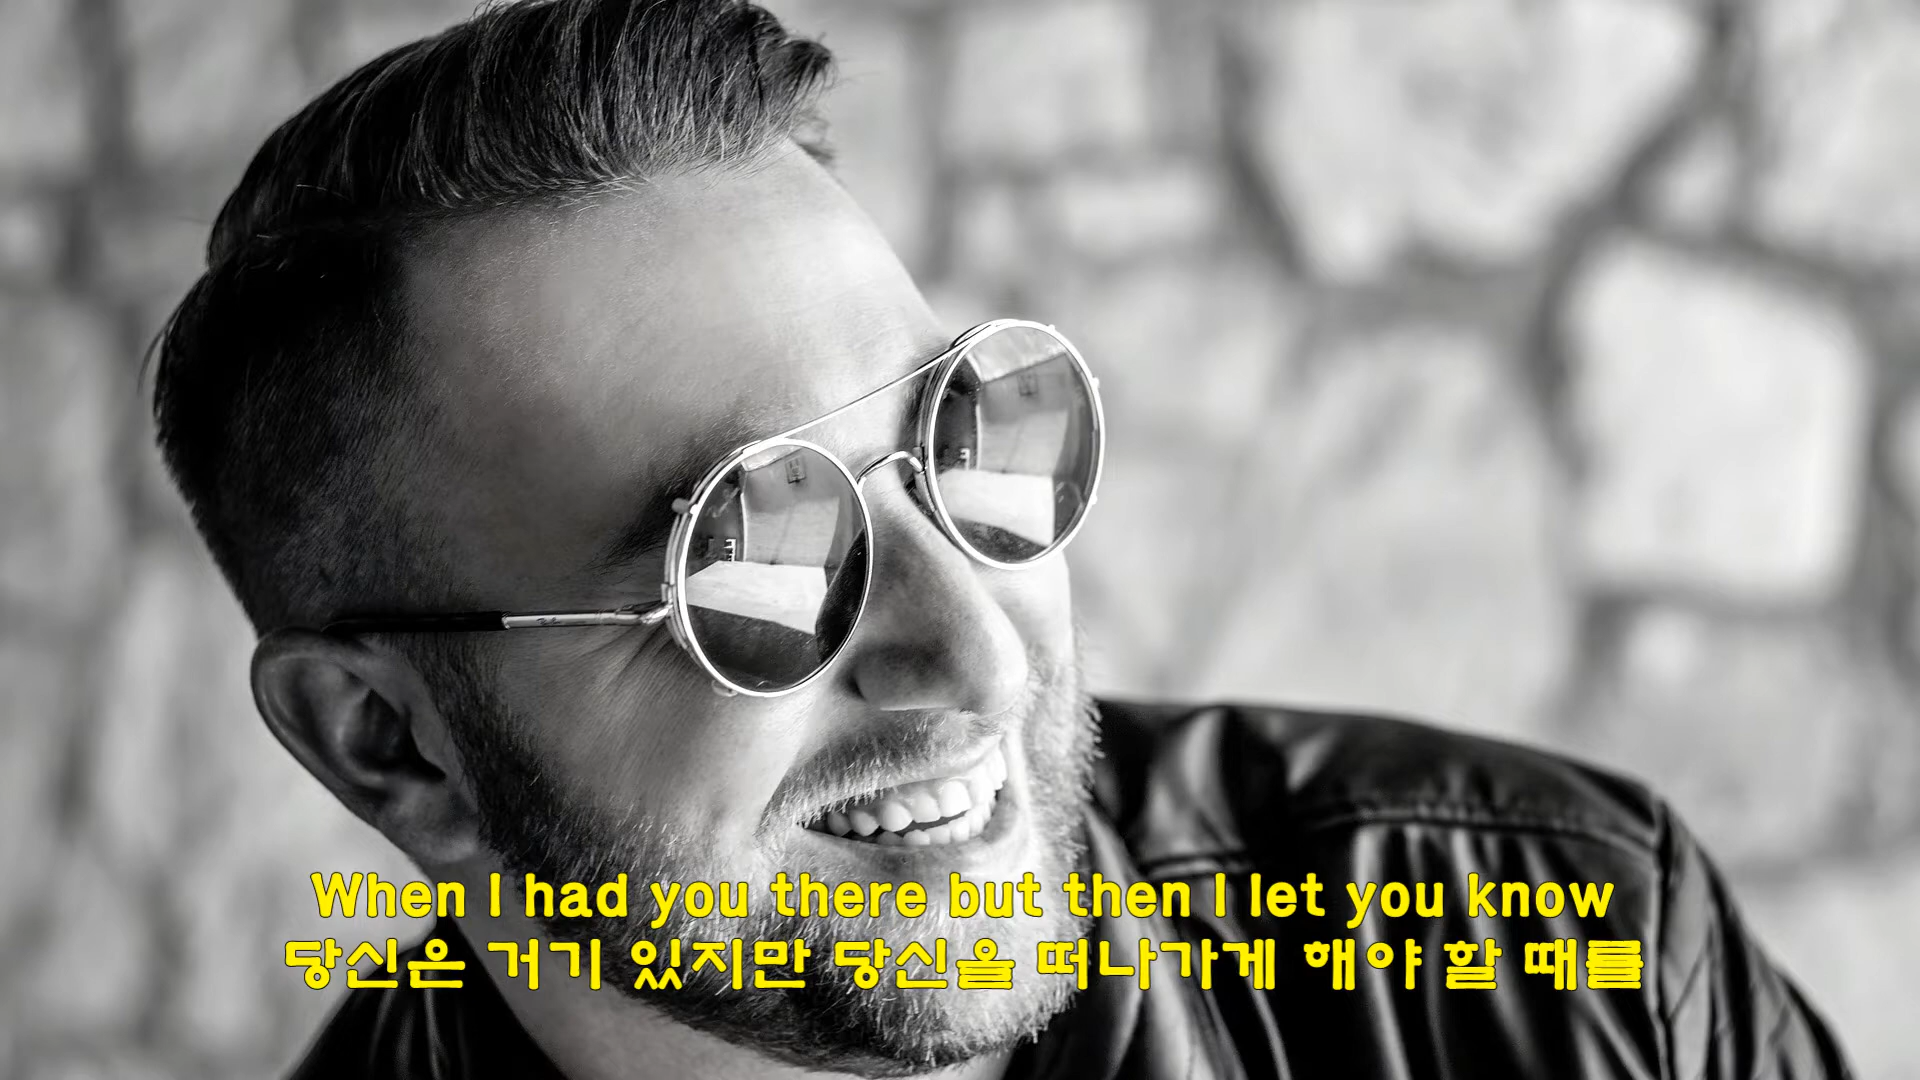 When I had you there but then I let you know
당신은 거기 있지만 당신을 떠나가게 해야 할 때를